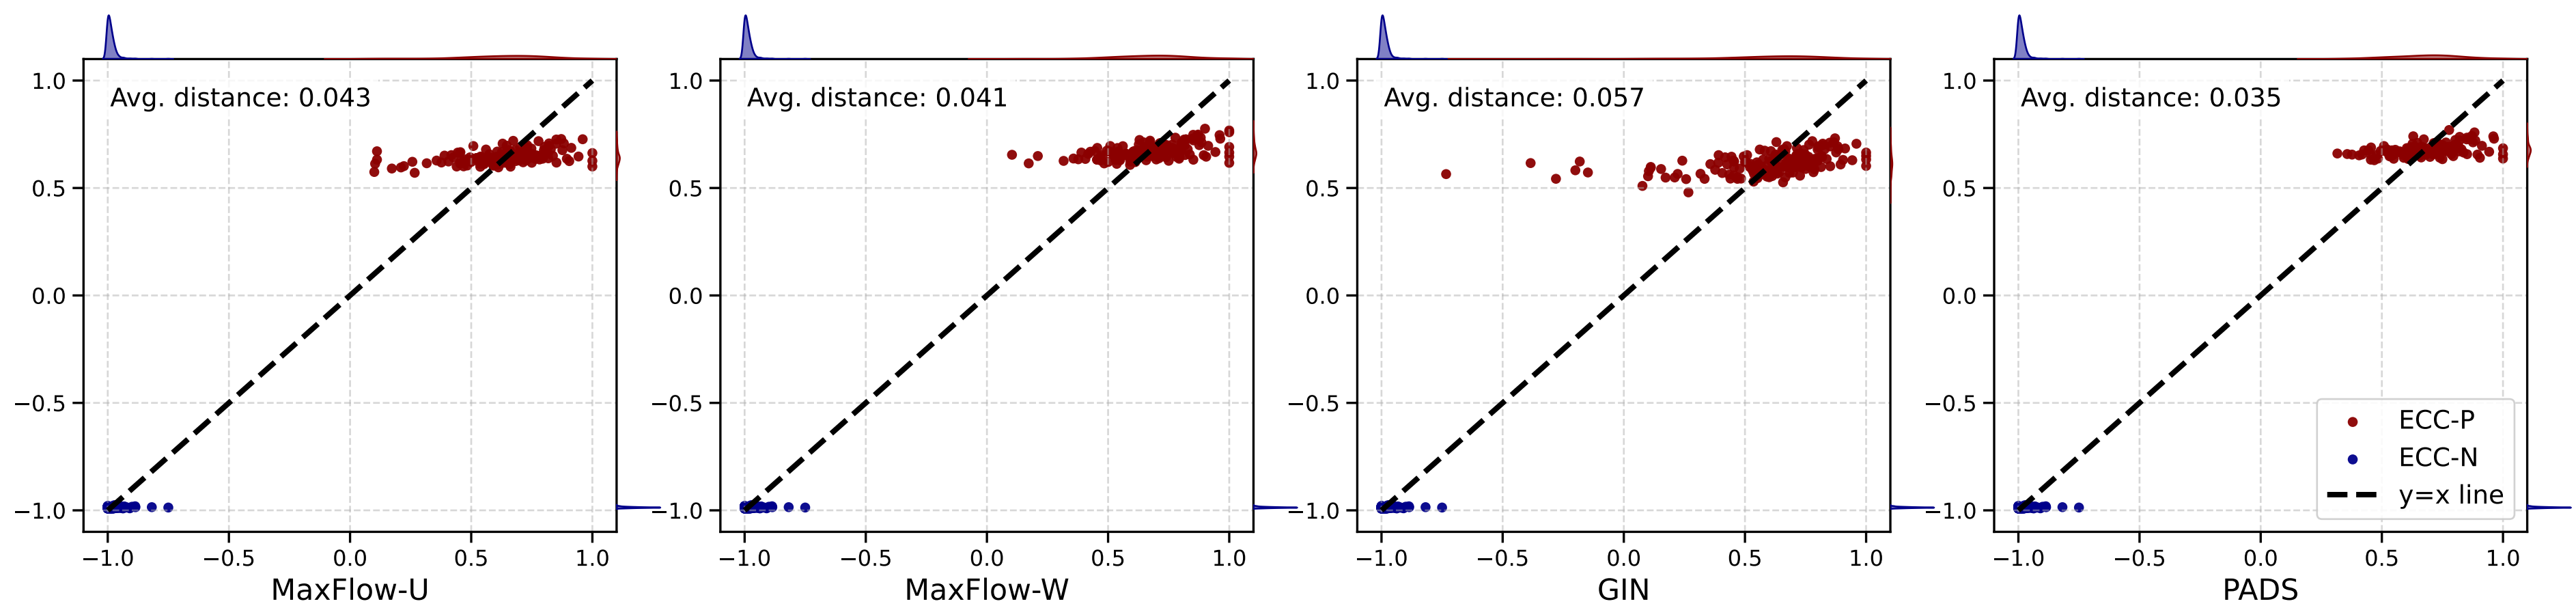 Avg. distance: 0.043
1.0
0.5
0.0
−0.5
−1.0
−1.0 −0.5 0.0 0.5 1.0
MaxFlow-U
Avg. distance: 0.041
1.0
0.5
0.0
−0.5
−1.0
−1.0 −0.5 0.0 0.5 1.0
MaxFlow-W
Avg. distance: 0.057
1.0
0.5
0.0
−0.5
−1.0
−1.0 −0.5 0.0 0.5 1.0
GIN
Avg. distance: 0.035
1.0
0.5
0.0
−0.5
−1.0
ECC-P
ECC-N
y=x line
−1.0 −0.5 0.0 0.5 1.0
PADS